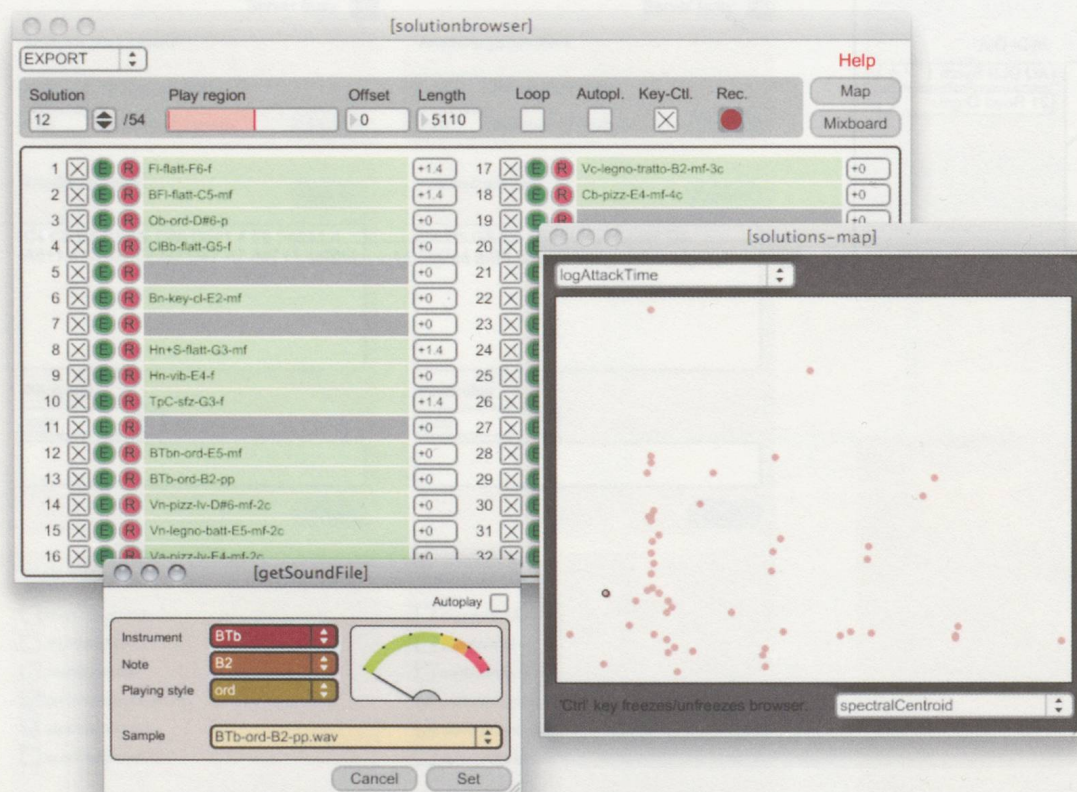 [solutionbrowser]
EXPORT
Help
Solution Play region Offset Length Loop Autopl. Key-Ctl. Rec. Map
12 /54 0 5110 Mixboard
1 E R Fl-flatt-F6-f +1.4 17 E R Vc-legno-tratto-B2-mf-3c +0
2 E R BFl-flatt-C5-mf +1.4 18 E R Cb-pizz-E4-mf-4c +0
3 E R Ob-ord-D#6-p +0 19 E R +0
4 E R ClBb-flatt-G5-f +0 20
5 E R +0 21
6 E R Bn-key-cl-E2-mf +0 22
7 E R +0 23
8 E R Hn+S-flatt-G3-mf +1.4 24
9 E R Hn-vib-E4-f +0 25
10 E R TpC-sfz-G3-f +1.4 26
11 E R +0 27
12 E R BTbn-ord-E5-mf +0 28
13 E R BTb-ord-B2-pp +0 29
14 E R Vn-pizz-lv-D#6-mf-2c +0 30
15 E R Vn-legno-batt-E5-mf-2c +0 31
16 E R Va-pizz-lv-E4-mf-2c +0 32
[solutions-map]
logAttackTime
'Ctrl' key freezes/unfreezes browser. spectralCentroid
[getSoundFile]
Autoplay
Instrument BTb
Note B2
Playing style ord
Sample BTb-ord-B2-pp.wav
Cancel Set